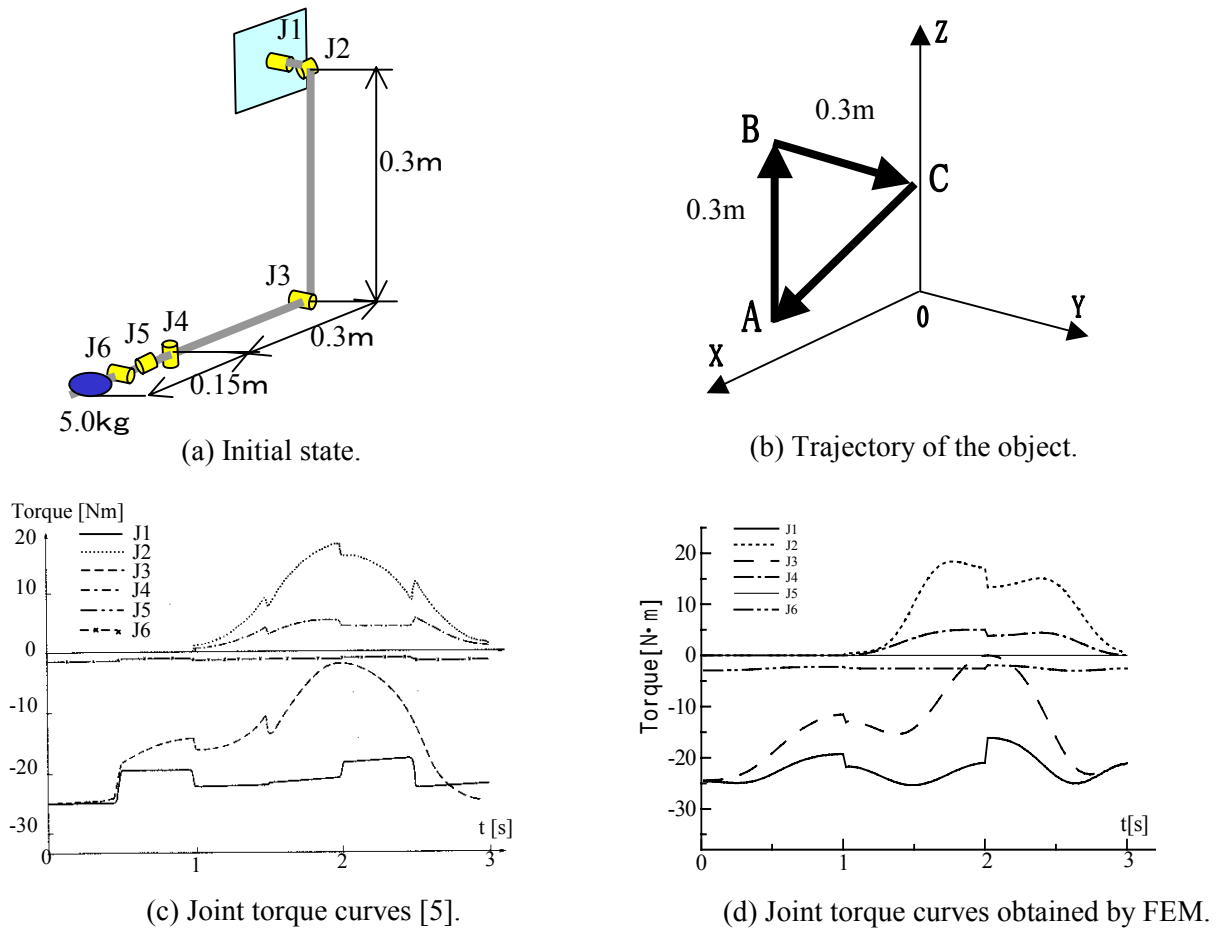 J1
J2
0.3m
J3
0.3m
J4
J5
J6
0.15m
5.0kg
(a) Initial state.
Z
0.3m
B
C
0.3m
A
0
Y
X
(b) Trajectory of the object.
Torque [Nm]
20
10
0
-10
-20
-30
J1
J2
J3
J4
J5
J6
t [s]
0
1
2
3
(c) Joint torque curves [5].
Torque[N•m]
20
10
0
-10
-20
-30
J1
J2
J3
J4
J5
J6
t[s]
0
1
2
3
(d) Joint torque curves obtained by FEM.